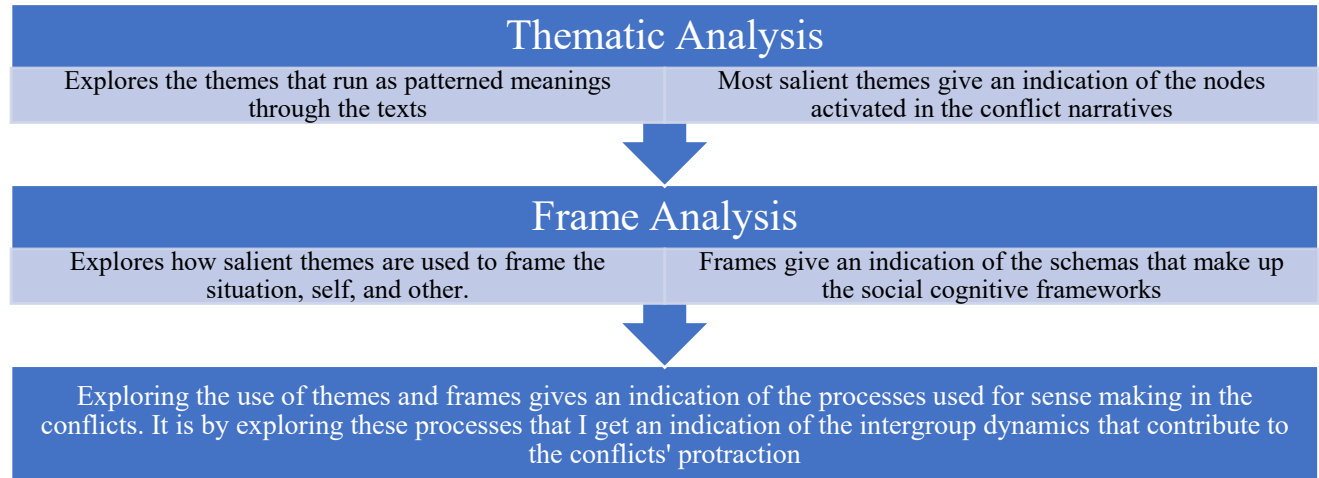 Thematic Analysis
Explores the themes that run as patterned meanings
through the texts
Most salient themes give an indication of the nodes
activated in the conflict narratives
Frame Analysis
Explores how salient themes are used to frame the
situation, self, and other.
Frames give an indication of the schemas that make up
the social cognitive frameworks
Exploring the use of themes and frames gives an indication of the processes used for sense making in the
conflicts. It is by exploring these processes that I get an indication of the intergroup dynamics that contribute to
the conflicts' protraction